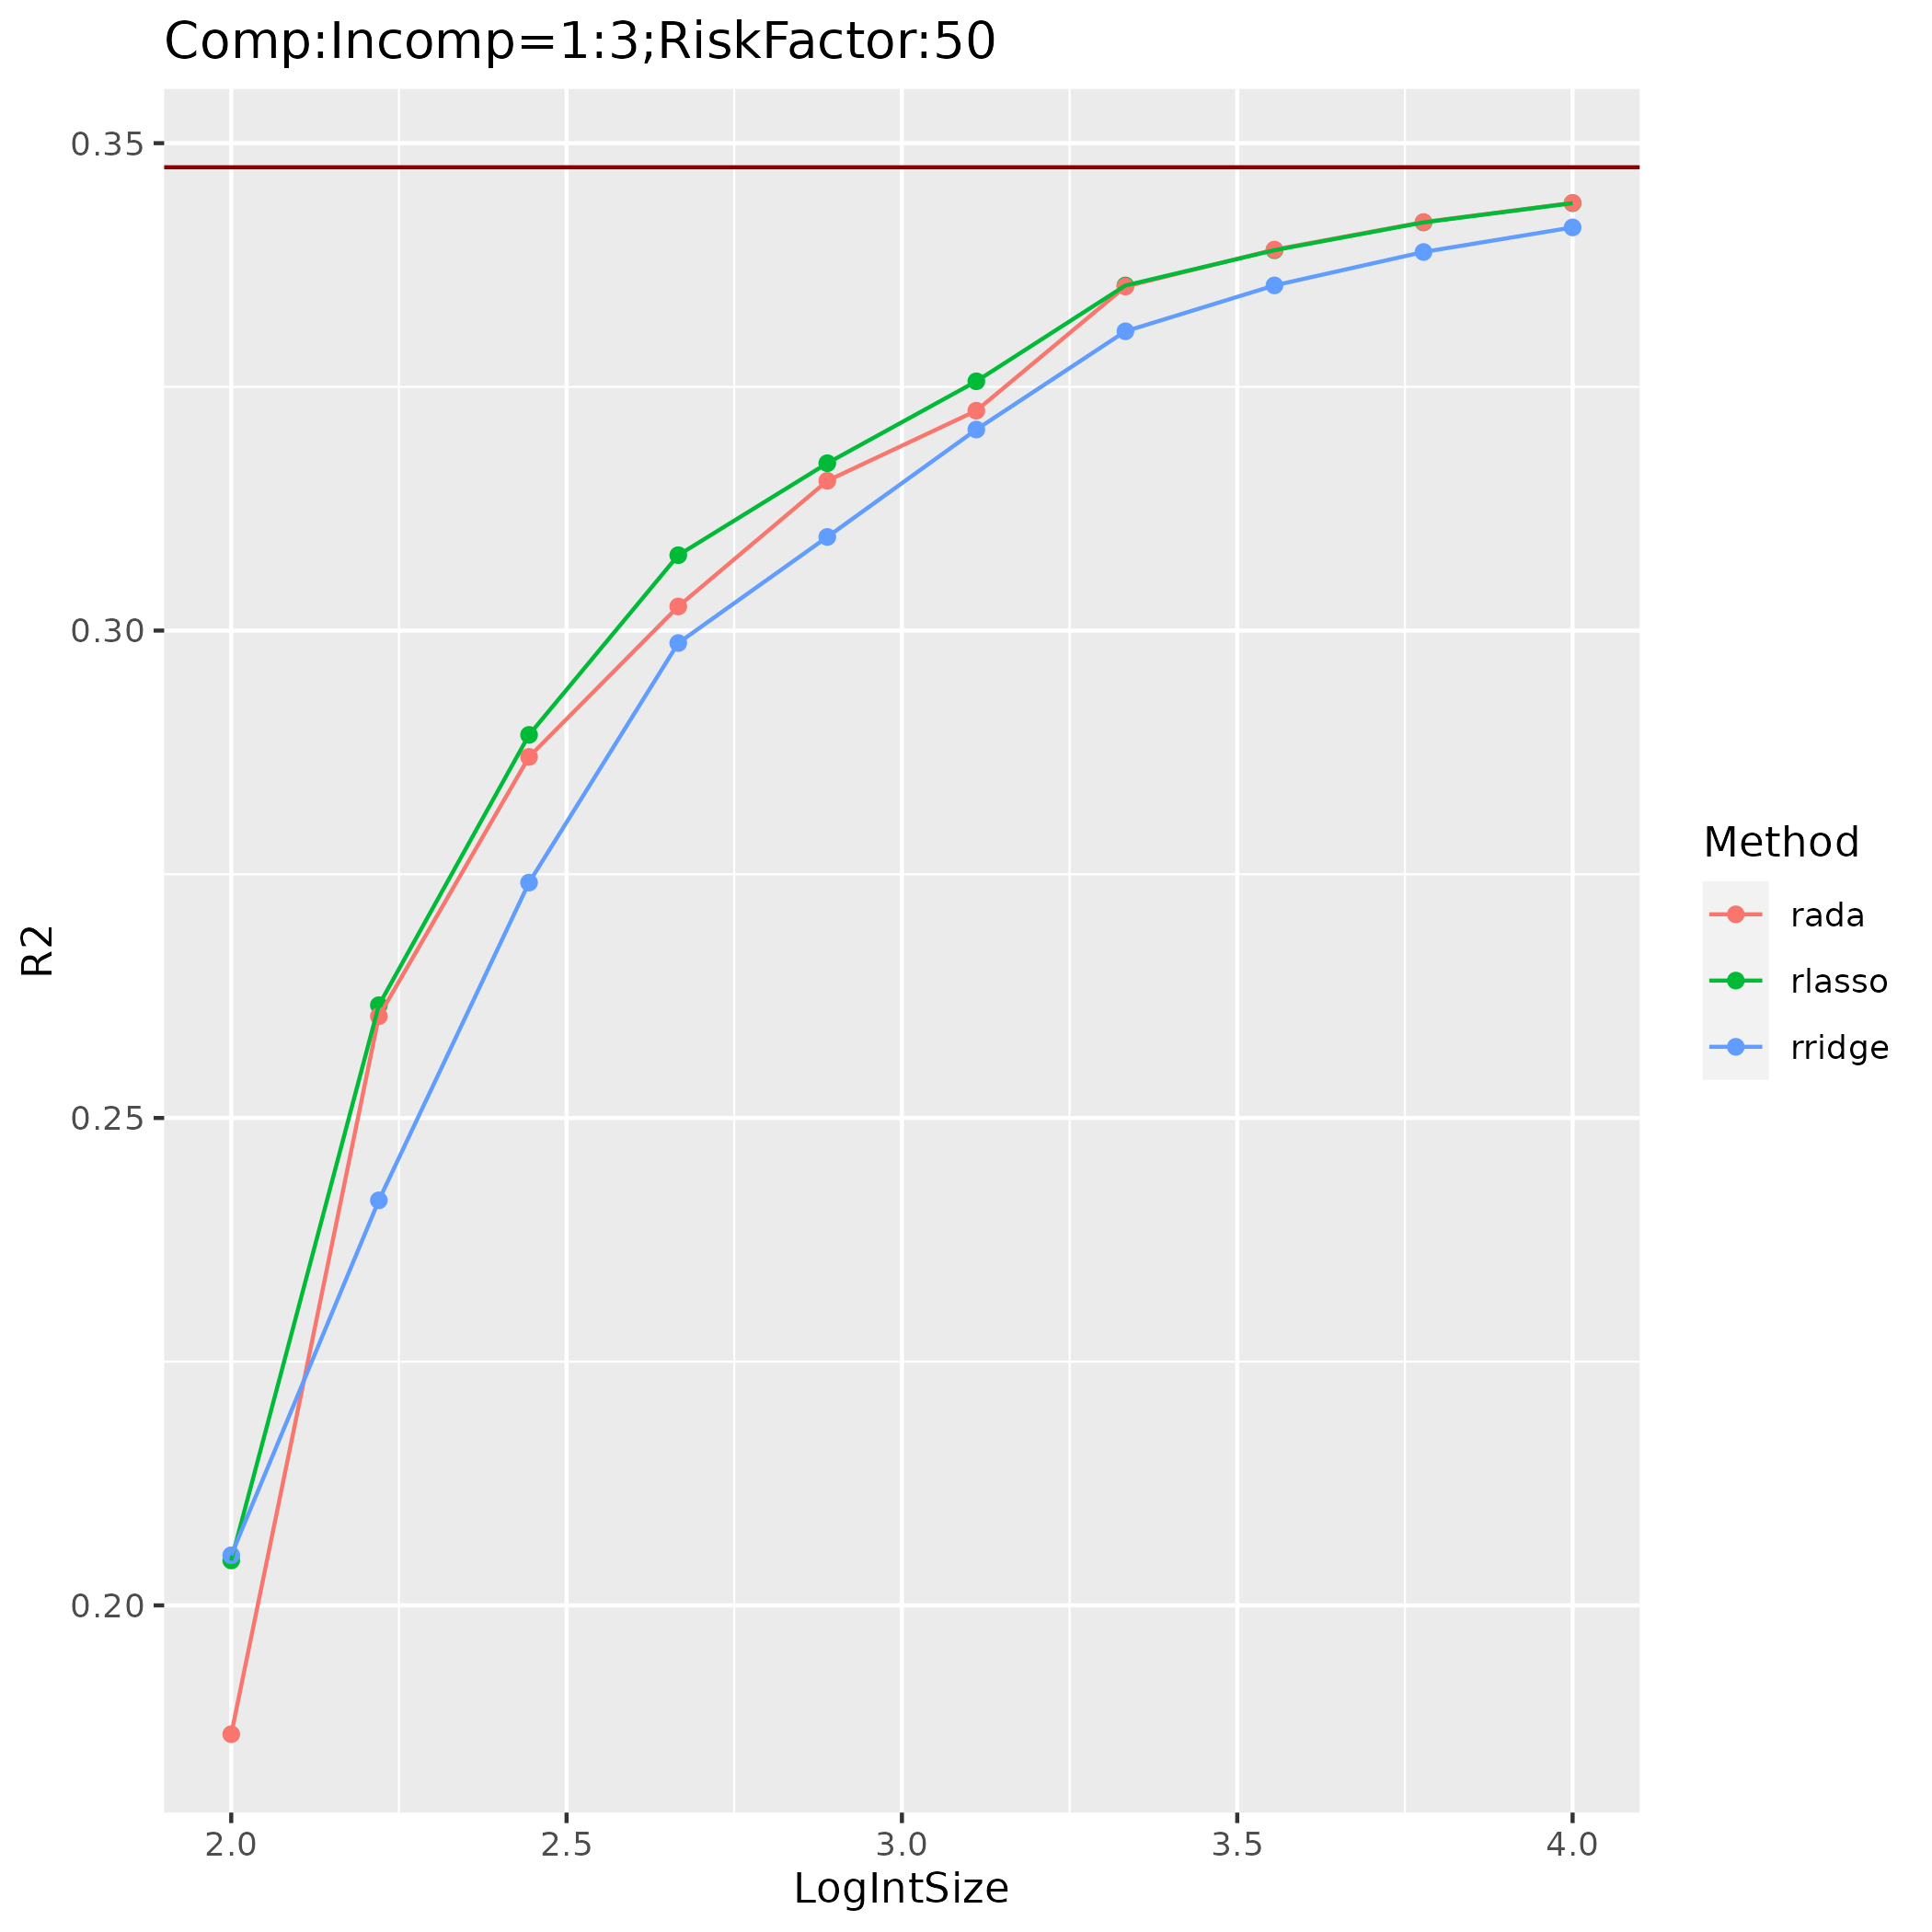 Comp:Incomp=1:3;RiskFactor:50
0.35
0.30
0.25
0.20
R2
2.0 2.5 3.0 3.5 4.0
LogIntSize
Method
rada
rlasso
rridge